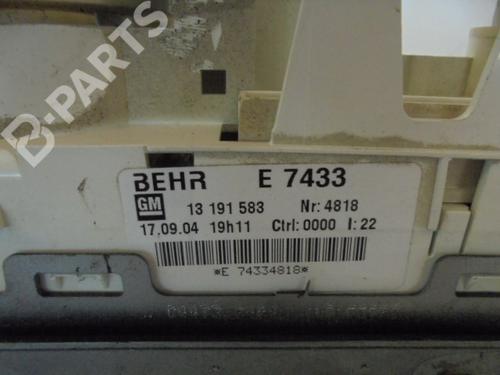 B-PARTS
BEHR E 7433
GM 13 191 583 Nr: 4818
17.09.04 19h11 Ctrl:0000 I:22
*E 74334818*